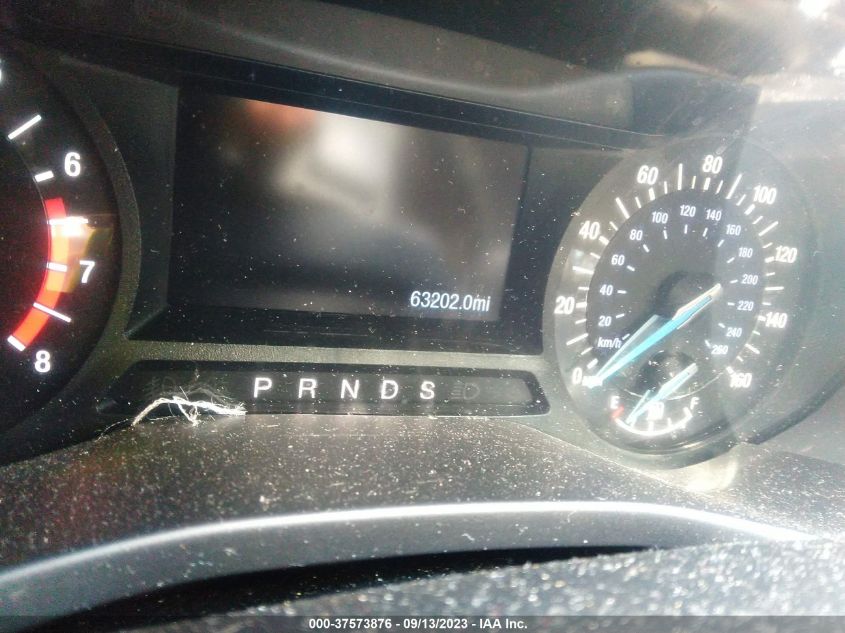 6
7
8
63202.0mi
P R N D S
0 20 40 60 80 100 120 140 160
km/h 20 40 60 80 100 120 140 160 180 200 220 240 260
E F
000-37573876 - 09/13/2023 - IAA Inc.